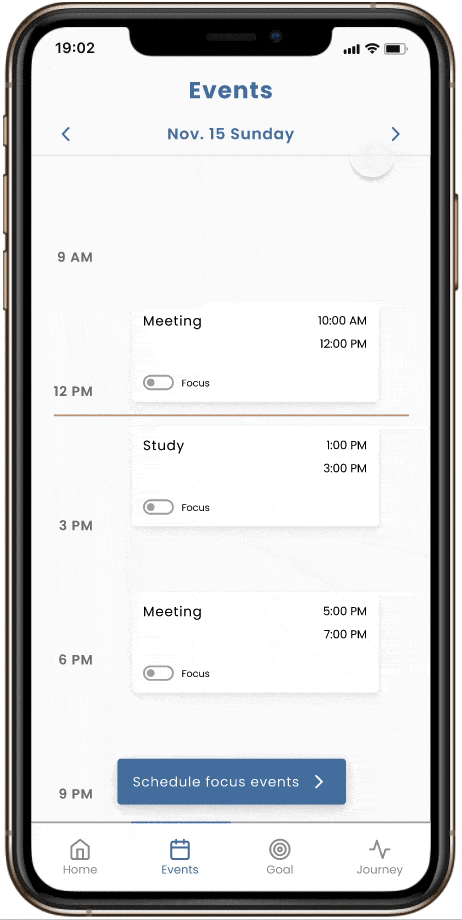 19:02
Events
Nov. 15 Sunday
9 AM
Meeting 10:00 AM
12:00 PM
Focus
12 PM
Study 1:00 PM
3:00 PM
Focus
3 PM
Meeting 5:00 PM
7:00 PM
6 PM
Focus
Schedule focus events
9 PM
Home Events Goal Journey